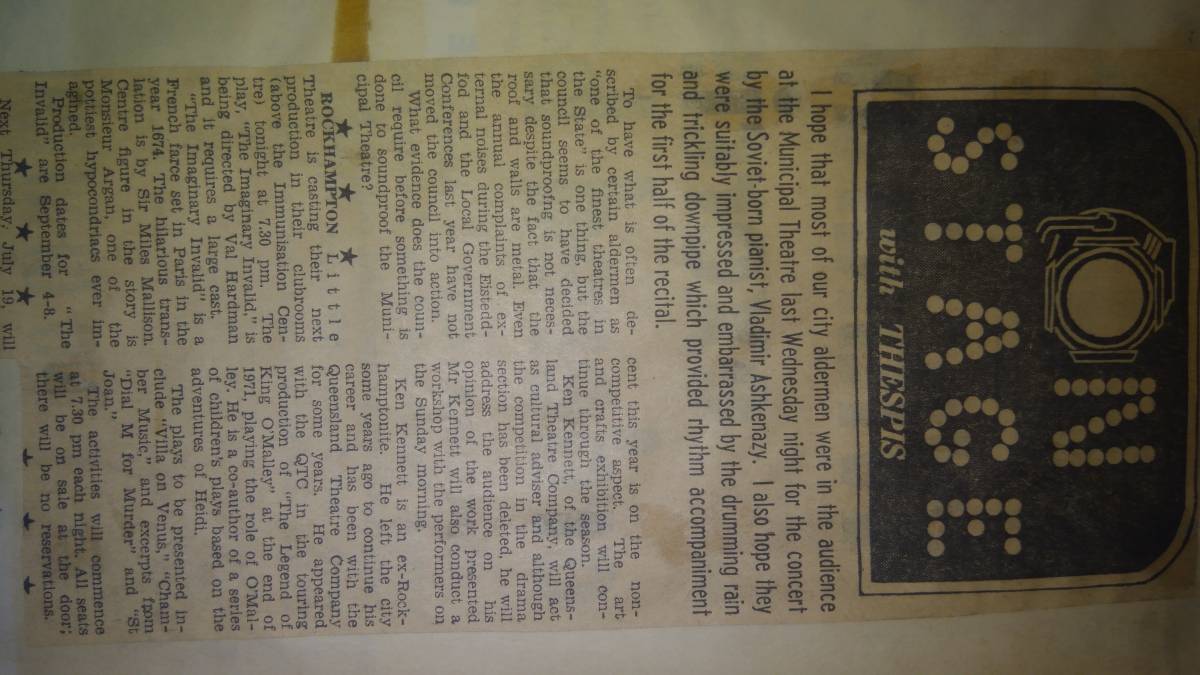 ON
STAGE
with THESPIS
I hope that most of our city aldermen were in the audience
at the Municipal Theatre last Wednesday night for the concert
by the Soviet-born pianist, Vladimir Ashkenazy. I also hope they
were suitably impressed and embarrassed by the drumming rain
and trickling downpipe which provided rhythm accompaniment
for the first half of the recital.
To have what is often de-
scribed by certain aldermen as
"one of the finest theatres in
the State" is one thing, but the
council seems to have decided
that soundproofng is not neces-
sary despite the fact that the
roof and walls are metal. Even
the annual complaints of ex-
ternal noises during the Eistedd-
fod and the Local Government
Conferences last year have not
moved the council into action.
What evidence does the coun-
cil require before something is
done to soundproof the Muni-
cipal Theatre?
★ ★ ★
ROCKHAMPTON Little
Theatre is casting their next
production in their clubrooms
(above the Immunisation Cen-
tre) tonight at 7.30 pm. The
play, "The Imaginary Invalid," is
being directed by Val Hardman
and it requires a large cast.
"The Imaginary Invalid" is a
French farce set in Paris in the
year 1674. The hilarious trans-
lation is by Sir Miles Mallison.
Centre figure in the story is
Monsieur Argan, one of the
pottiest hypocondriacs ever im-
agined.
Production dates for "The
Invalid" are September 4-8.
★ ★ ★
Next Thursday, July 19, will
cent this year is on the non-
competitive aspect. The art
and crafts exhibition will con-
tinue through the season.
Ken Kennett, of the Queens-
land Theatre Company, will act
as cultural adviser and although
the competition in the drama
section has been deleted, he will
address the audience on his
opinion of the work presented
Mr Kennett will also conduct a
workshop with the performers on
the Sunday morning.
Ken Kennett is an ex-Rock-
hamptonite. He left the city
some years ago to continue his
career and has been with the
Queensland Theatre Company
for some years. He appeared
with the QTC in the touring
production of "The Legend of
King O'Malley" at the end of
1971, playing the role of O'Mal-
ley. He is a co-author of a series
of children's plays based on the
adventures of Heidi.
The plays to be presented in-
clude "Villa on Venus," "Cham-
ber Music," and excerpts from
"Dial M for Murder" and "St
Joan."
The activities will commence
at 7.30 pm each night. All seats
will be on sale at the door;
there will be no reservations.
★ ★ ★